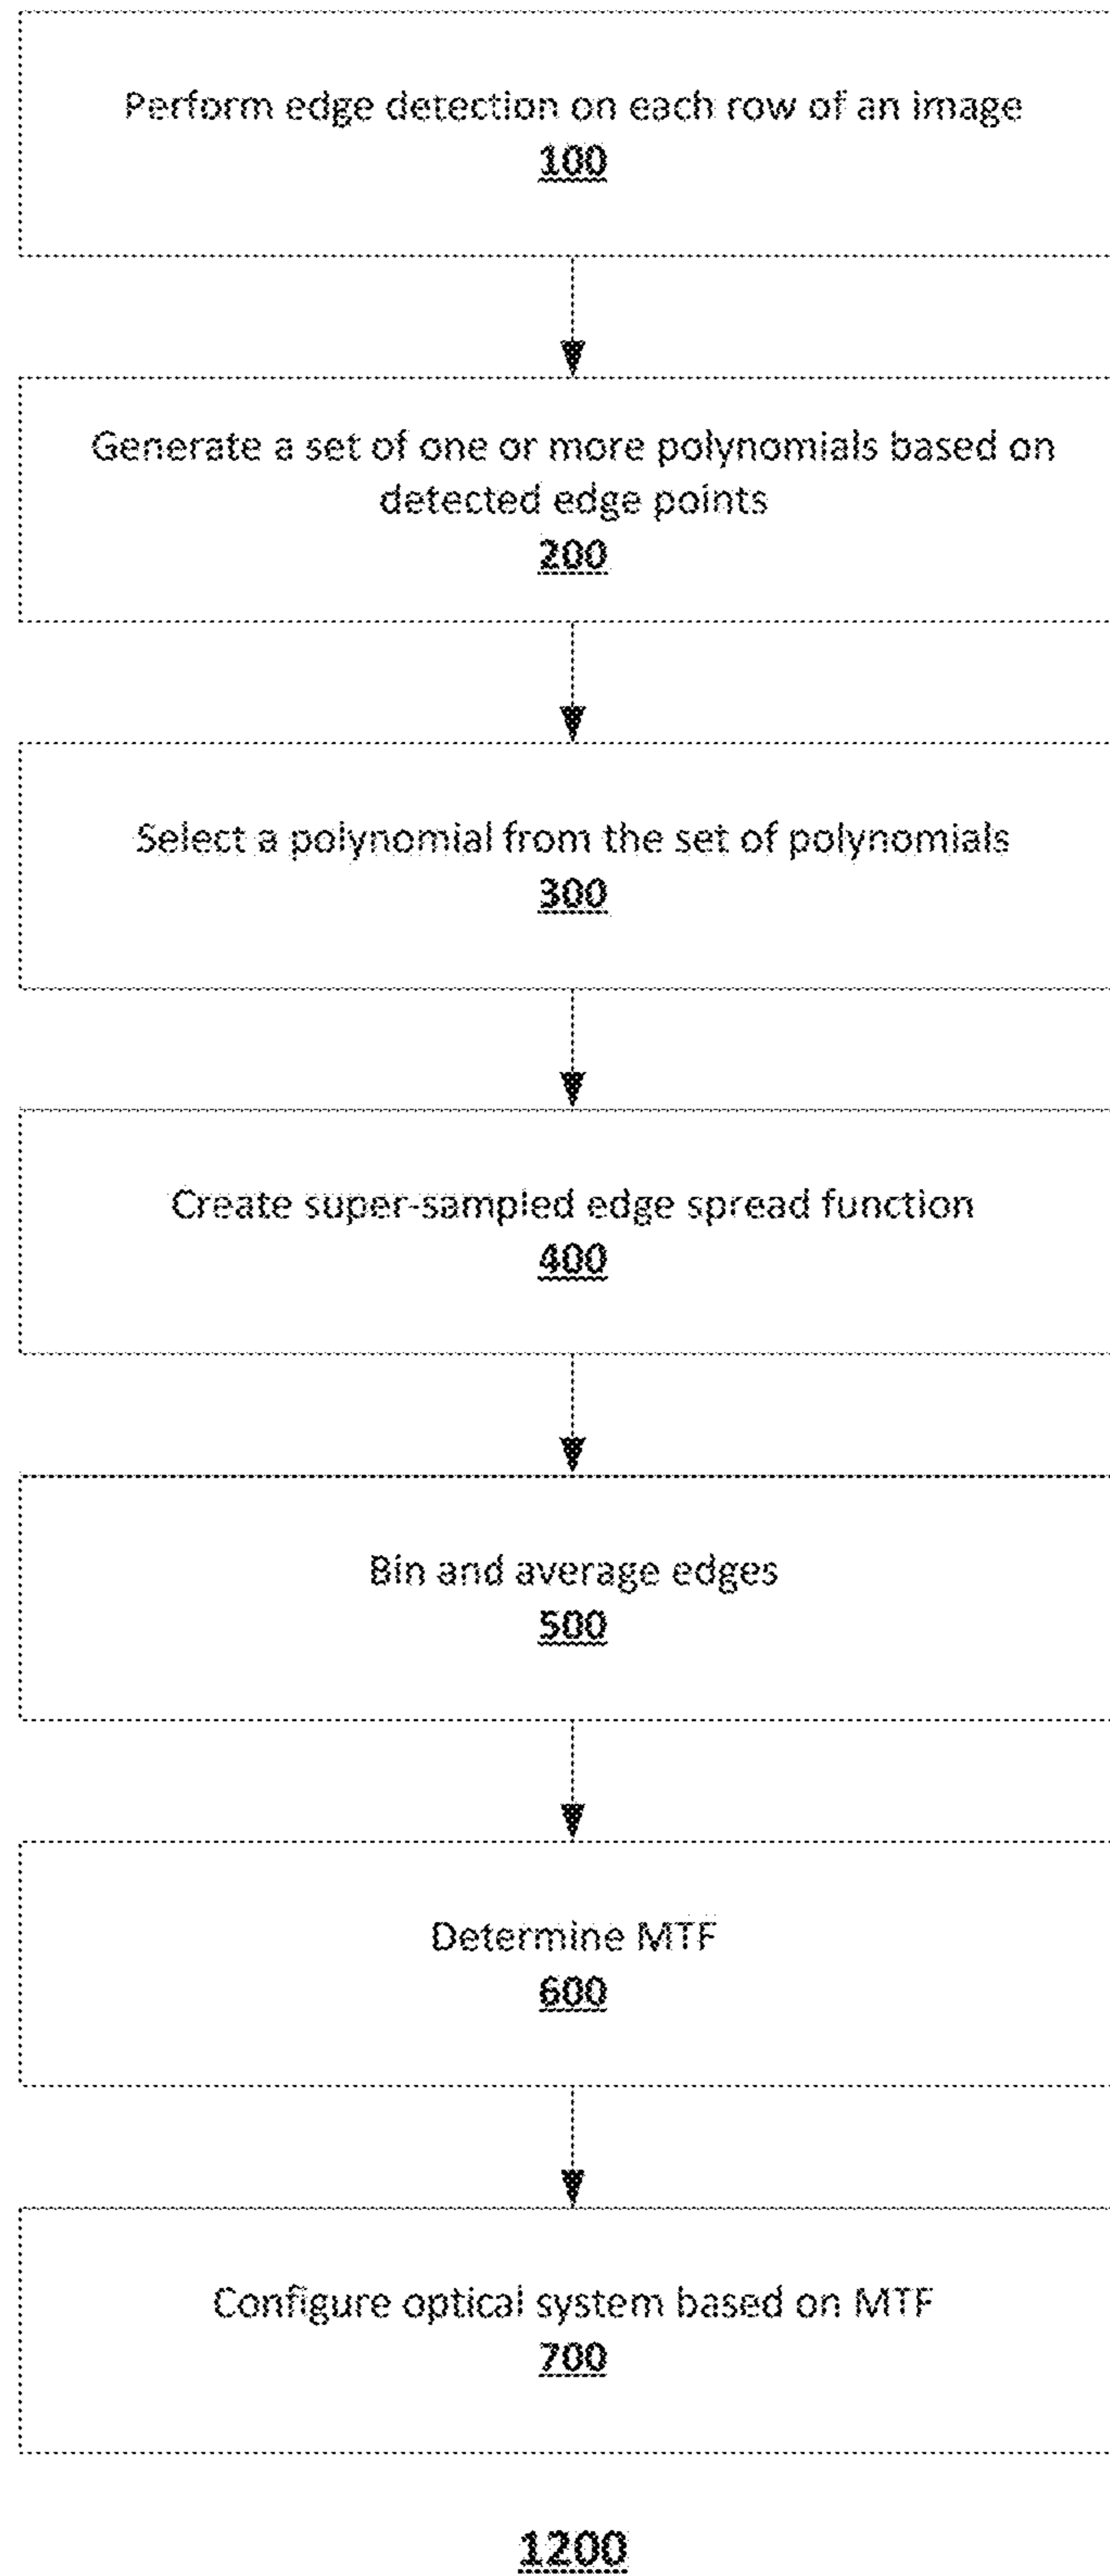 Perform edge detection on each row of an image
100
Generate a set of one or more polynomials based on
detected edge points
200
Select a polynomial from the set of polynomials
300
Create super-sampled edge spread function
400
Bin and average edges
500
Determine MTF
600
Configure optical system based on MTF
700
1200